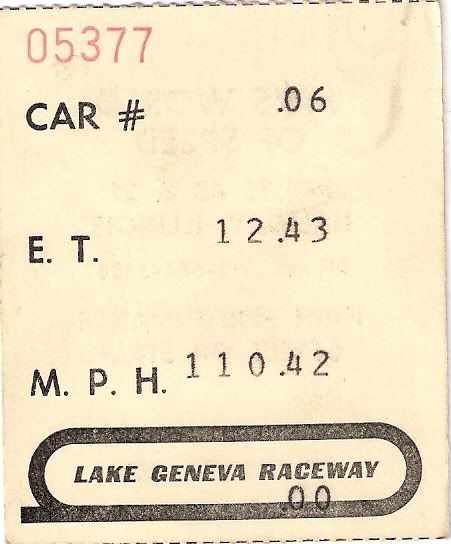 05377
CAR # .06
E. T. 12.43
M. P. H. 110.42
LAKE GENEVA RACEWAY
.00